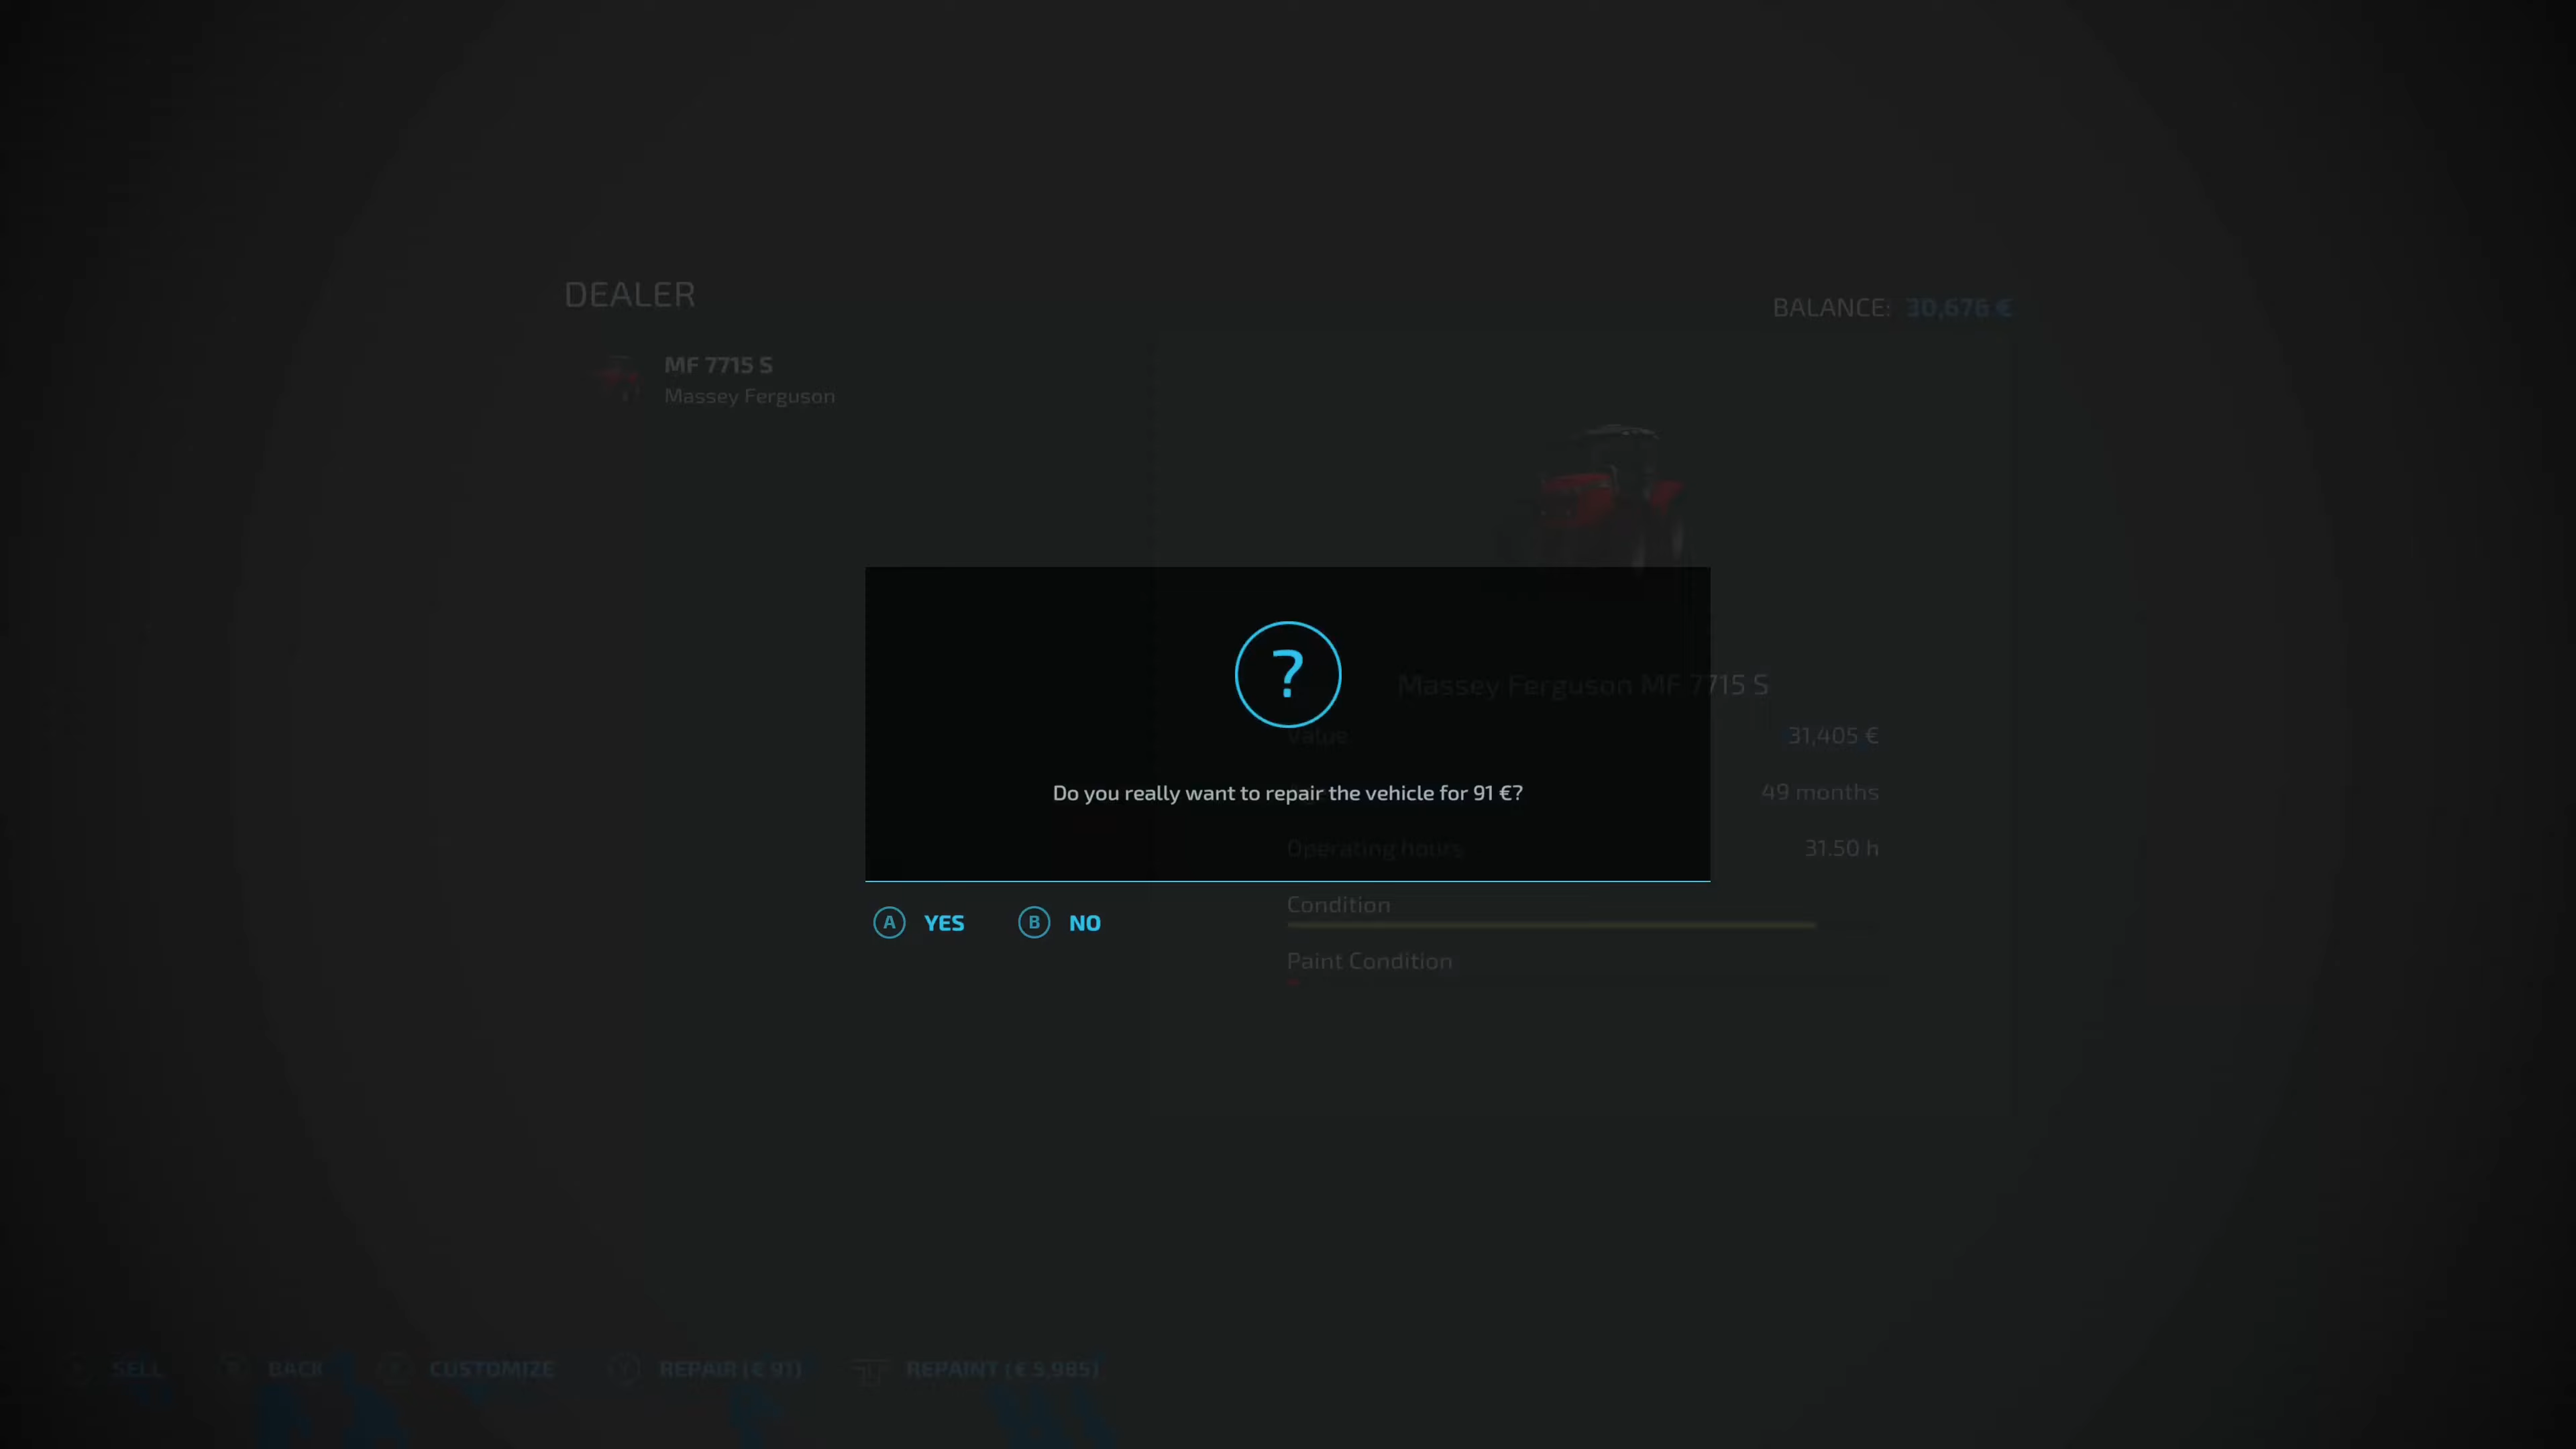 DEALER
BALANCE: 30,676 €
MF 7715 S
Massey Ferguson
?
Massey Ferguson MF 7715 S
Value 31,405 €
Do you really want to repair the vehicle for 91 €?
49 months
Operating hours 31.50 h
A YES B NO
Condition
Paint Condition
SELL BACK CUSTOMIZE REPAIR (€ 91) REPAINT (€ 5,985)